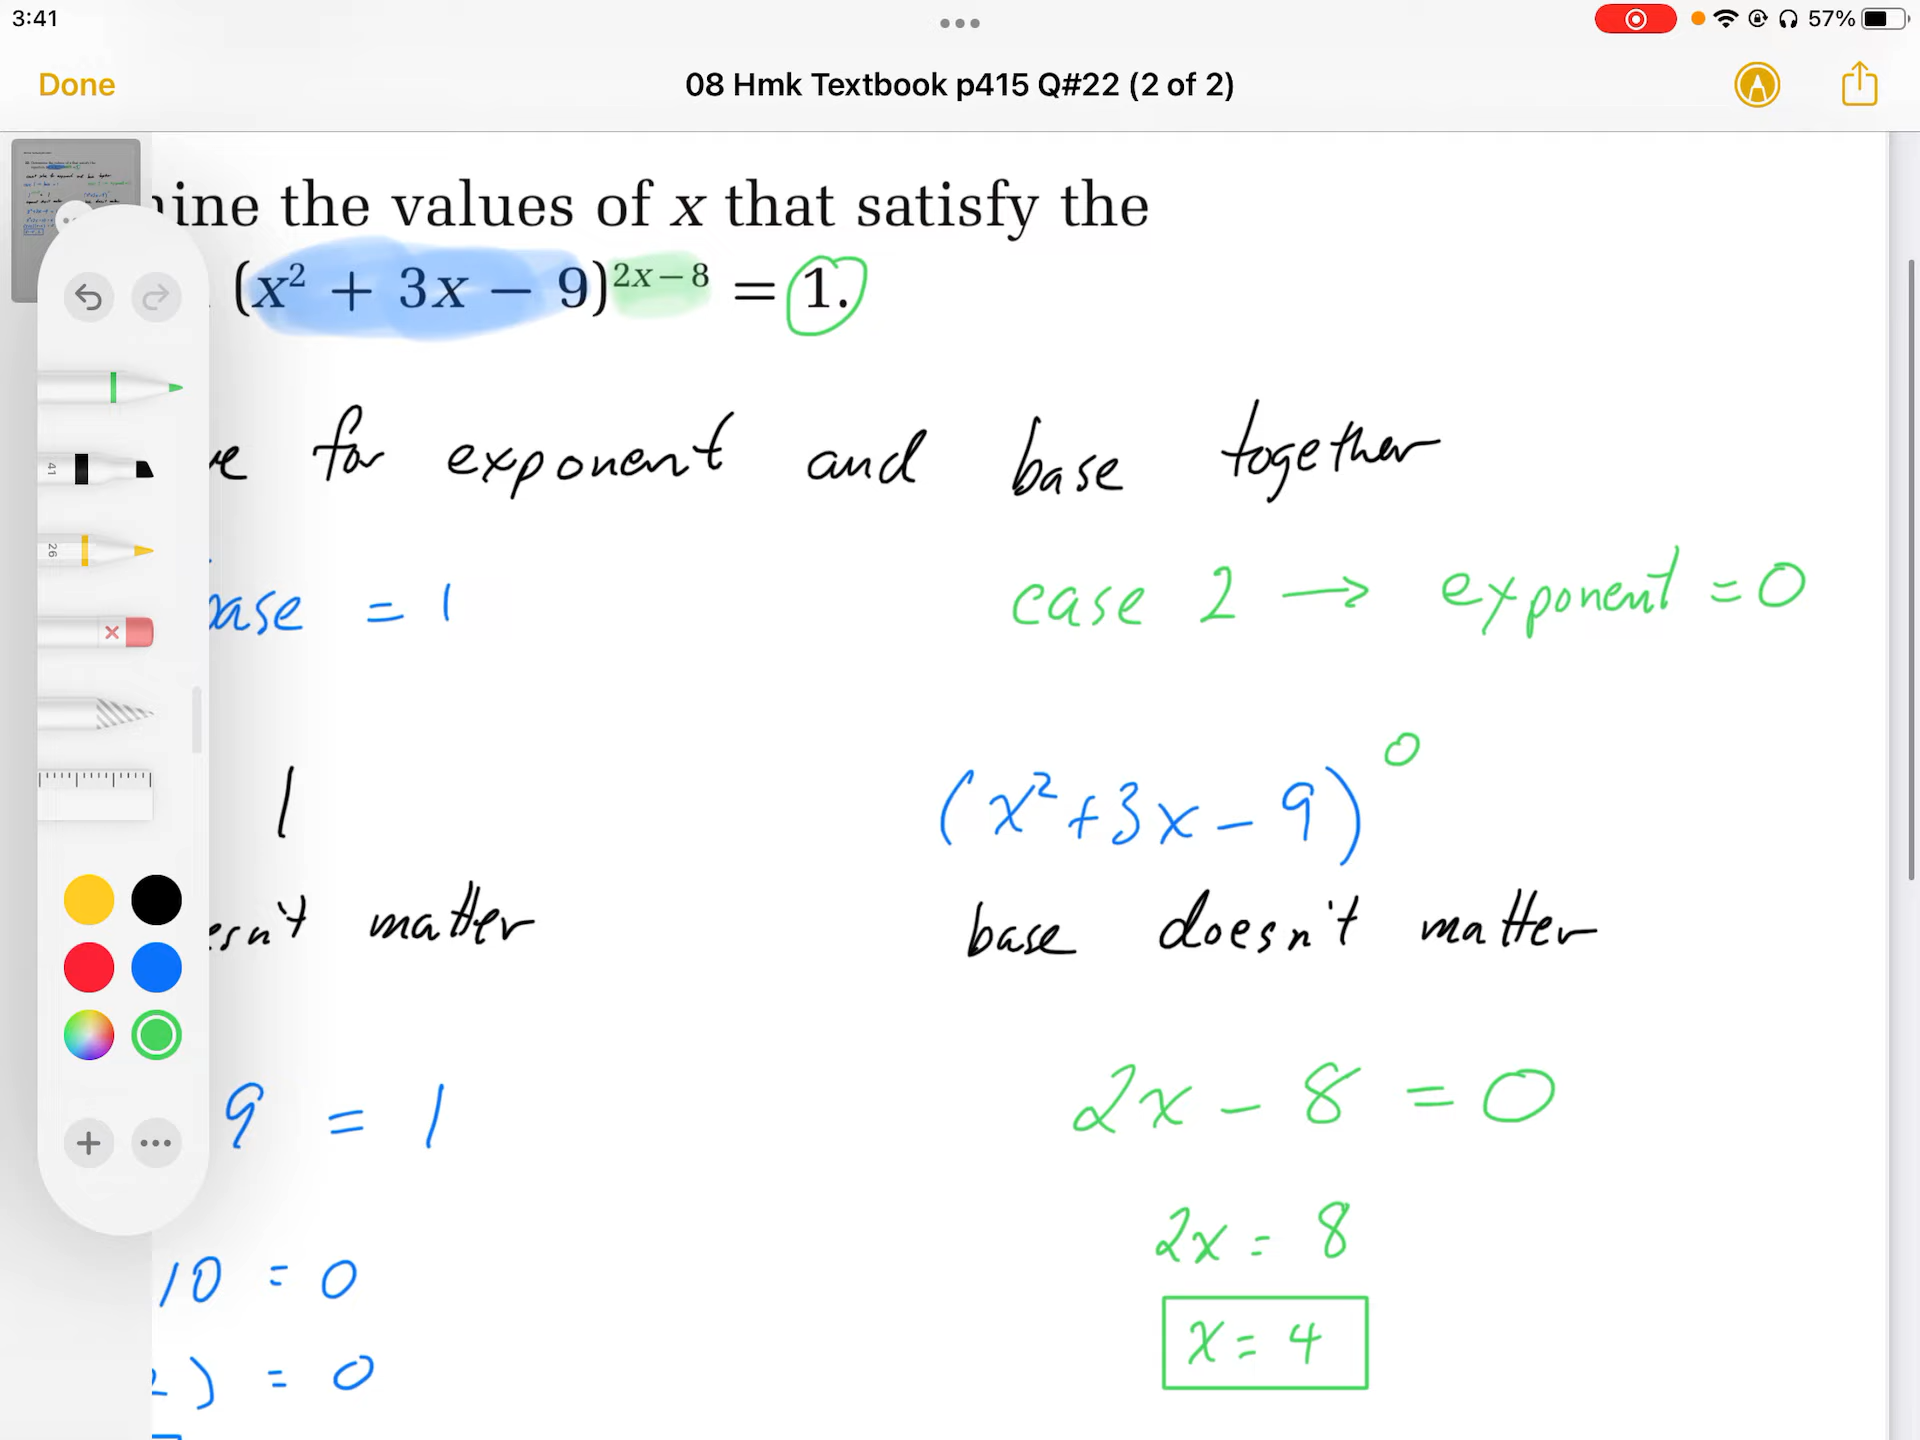 3:41 57%
Done 08 Hmk Textbook p415 Q#22 (2 of 2)
ine the values of x that satisfy the
(x² + 3x − 9)²ˣ⁻⁸ = 1.
for exponent and base together
base = 1
case 2 → exponent = 0
41
26
1
(x²+3x−9)⁰
matter
base doesn't matter
9 = 1
2x − 8 = 0
2x = 8
10 = 0
x = 4
2) = 0